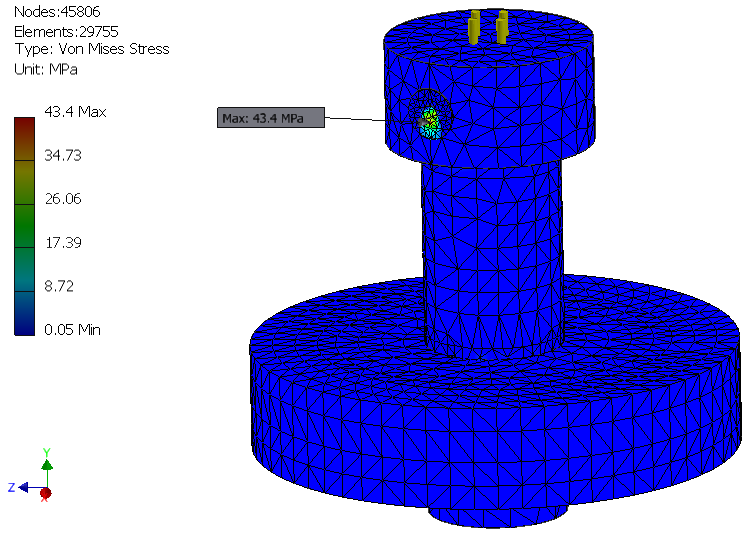 Nodes:45806
Elements:29755
Type: Von Mises Stress
Unit: MPa
43.4 Max
34.73
26.06
17.39
8.72
0.05 Min
Max: 43.4 MPa
Y
Z
X